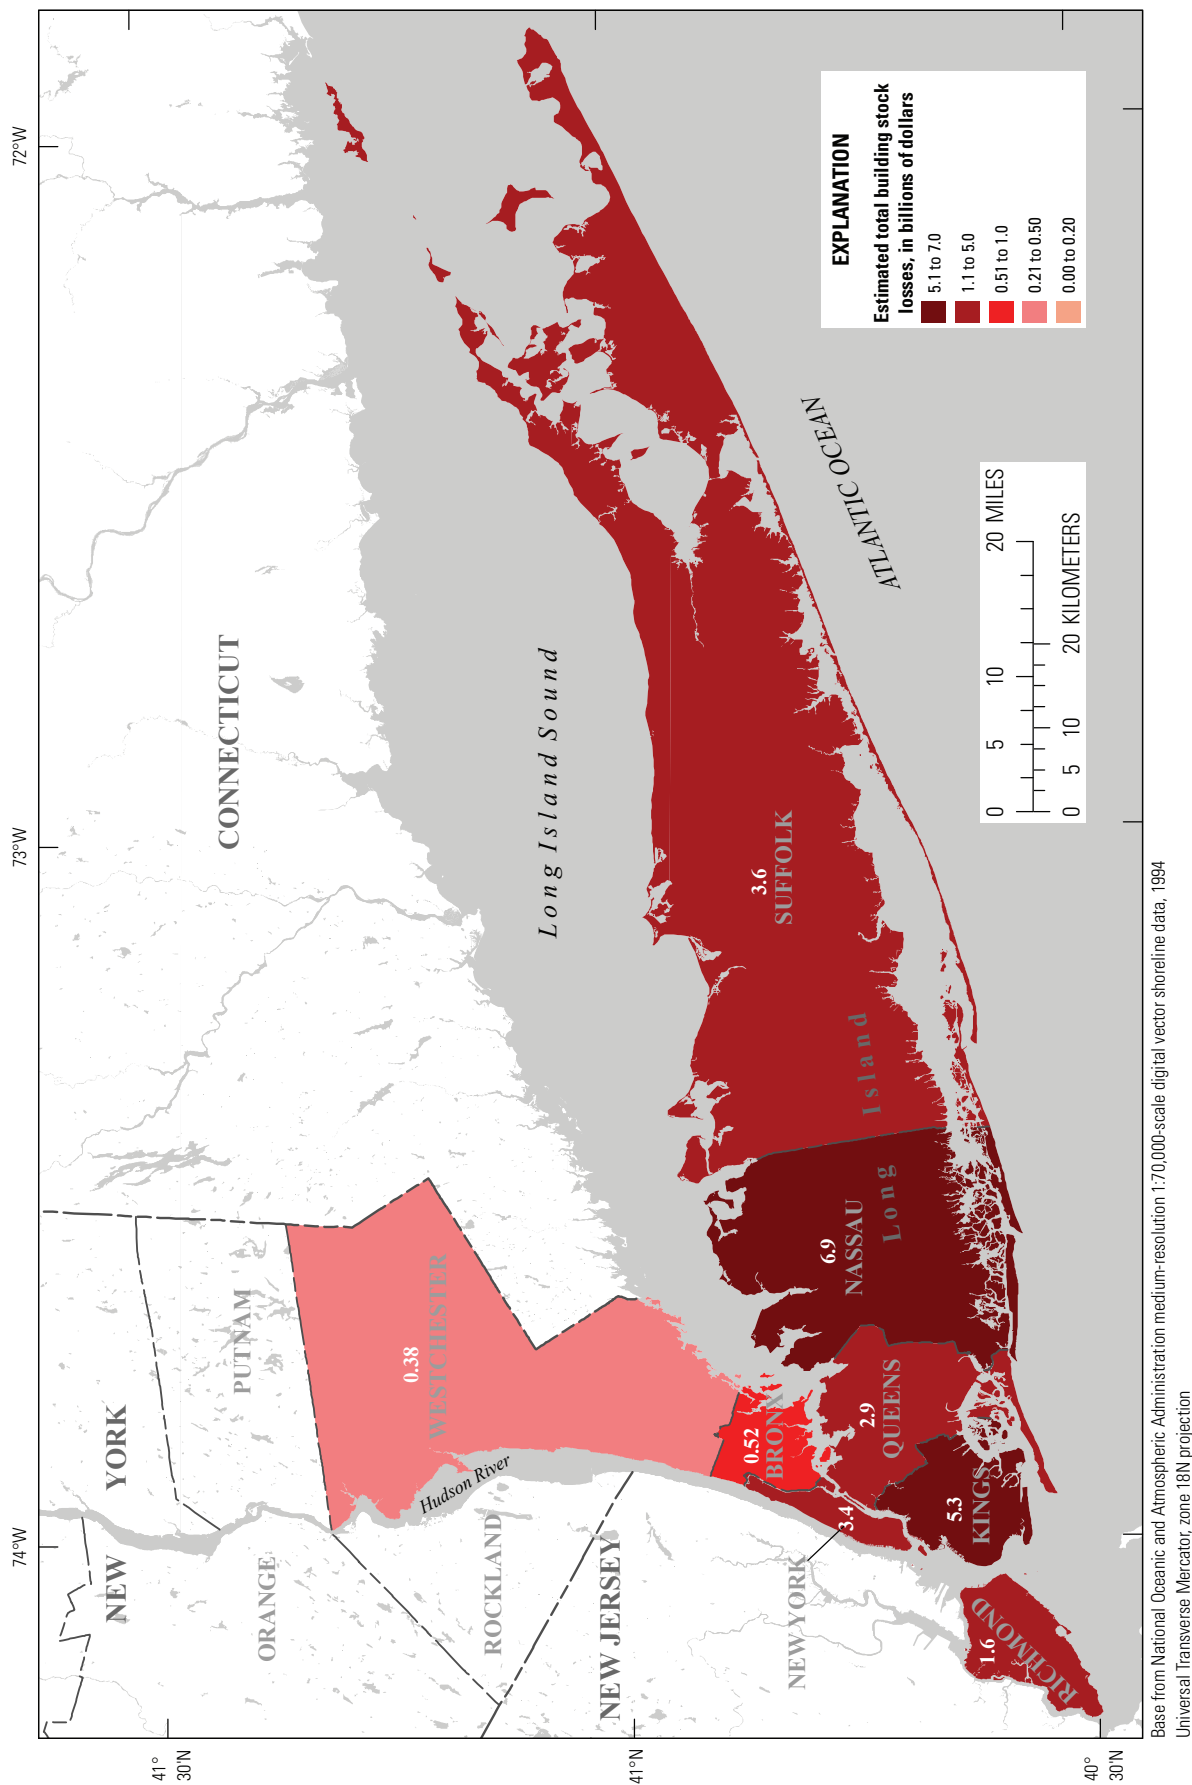 72°W
73°W
74°W
41°
30'N
41°N
40°
30'N
NEW YORK
CONNECTICUT
PUTNAM
ORANGE
ROCKLAND
NEW JERSEY
Hudson River
0.38
WESTCHESTER
Long Island Sound
0.52
BRONX
NEW YORK
3.4
2.9
QUEENS
5.3
KINGS
1.6
RICHMOND
6.9
NASSAU
3.6
SUFFOLK
Long Island
ATLANTIC OCEAN
EXPLANATION
Estimated total building stock
losses, in billions of dollars
5.1 to 7.0
1.1 to 5.0
0.51 to 1.0
0.21 to 0.50
0.00 to 0.20
0 5 10 20 MILES
0 5 10 20 KILOMETERS
Base from National Oceanic and Atmospheric Administration medium-resolution 1:70,000-scale digital vector shoreline data, 1994
Universal Transverse Mercator, zone 18N projection